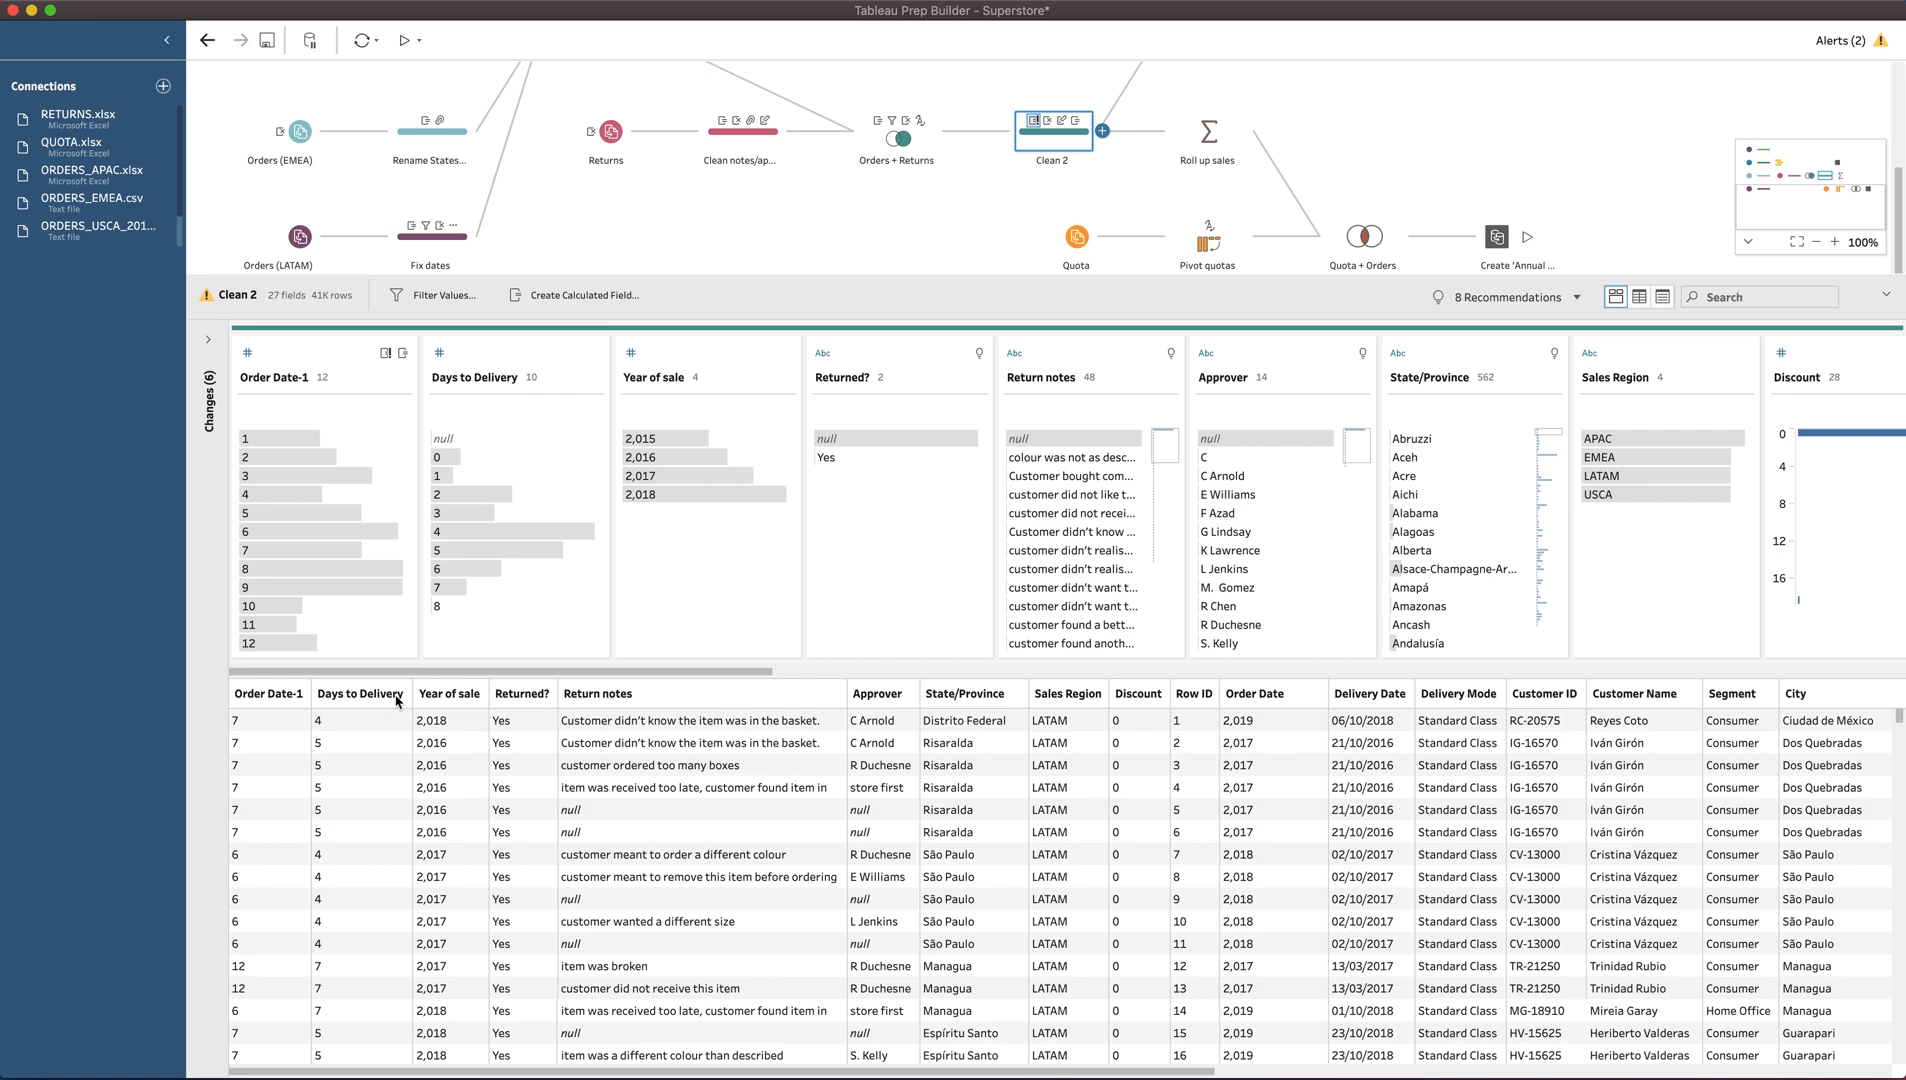 Tableau Prep Builder - Superstore*
Alerts (2)
Connections
RETURNS.xlsx
Microsoft Excel
QUOTA.xlsx
Microsoft Excel
ORDERS_APAC.xlsx
Microsoft Excel
ORDERS_EMEA.csv
Text file
ORDERS_USCA_201...
Text file
Orders (EMEA)
Rename States...
Returns
Clean notes/ap...
Orders + Returns
Clean 2
Roll up sales
Orders (LATAM)
Fix dates
Quota
Pivot quotas
Quota + Orders
Create 'Annual ...
100%
Clean 2 27 fields 41K rows Filter Values... Create Calculated Field... 8 Recommendations Search
Changes (6)
# Order Date-1 12
1
2
3
4
5
6
7
8
9
10
11
12
# Days to Delivery 10
null
0
1
2
3
4
5
6
7
8
# Year of sale 4
2,015
2,016
2,017
2,018
Abc Returned? 2
null
Yes
Abc Return notes 48
null
colour was not as desc...
Customer bought com...
customer did not like t...
customer did not recei...
Customer didn't know ...
customer didn't realis...
customer didn't realis...
customer didn't want t...
customer didn't want t...
customer found a bett...
customer found anoth...
Abc Approver 14
null
C
C Arnold
E Williams
F Azad
G Lindsay
K Lawrence
L Jenkins
M. Gomez
R Chen
R Duchesne
S. Kelly
Abc State/Province 562
Abruzzi
Aceh
Acre
Aichi
Alabama
Alagoas
Alberta
Alsace-Champagne-Ar...
Amapá
Amazonas
Ancash
Andalusía
Abc Sales Region 4
APAC
EMEA
LATAM
USCA
# Discount 28
0
4
8
12
16
Order Date-1 Days to Delivery Year of sale Returned? Return notes Approver State/Province Sales Region Discount Row ID Order Date Delivery Date Delivery Mode Customer ID Customer Name Segment City
7 4 2,018 Yes Customer didn't know the item was in the basket. C Arnold Distrito Federal LATAM 0 1 2,019 06/10/2018 Standard Class RC-20575 Reyes Coto Consumer Ciudad de México
7 5 2,016 Yes Customer didn't know the item was in the basket. C Arnold Risaralda LATAM 0 2 2,017 21/10/2016 Standard Class IG-16570 Iván Girón Consumer Dos Quebradas
7 5 2,016 Yes customer ordered too many boxes R Duchesne Risaralda LATAM 0 3 2,017 21/10/2016 Standard Class IG-16570 Iván Girón Consumer Dos Quebradas
7 5 2,016 Yes item was received too late, customer found item in store first Risaralda LATAM 0 4 2,017 21/10/2016 Standard Class IG-16570 Iván Girón Consumer Dos Quebradas
7 5 2,016 Yes null null Risaralda LATAM 0 5 2,017 21/10/2016 Standard Class IG-16570 Iván Girón Consumer Dos Quebradas
7 5 2,016 Yes null null Risaralda LATAM 0 6 2,017 21/10/2016 Standard Class IG-16570 Iván Girón Consumer Dos Quebradas
6 4 2,017 Yes customer meant to order a different colour R Duchesne São Paulo LATAM 0 7 2,018 02/10/2017 Standard Class CV-13000 Cristina Vázquez Consumer São Paulo
6 4 2,017 Yes customer meant to remove this item before ordering E Williams São Paulo LATAM 0 8 2,018 02/10/2017 Standard Class CV-13000 Cristina Vázquez Consumer São Paulo
6 4 2,017 Yes null null São Paulo LATAM 0 9 2,018 02/10/2017 Standard Class CV-13000 Cristina Vázquez Consumer São Paulo
6 4 2,017 Yes customer wanted a different size L Jenkins São Paulo LATAM 0 10 2,018 02/10/2017 Standard Class CV-13000 Cristina Vázquez Consumer São Paulo
6 4 2,017 Yes null null São Paulo LATAM 0 11 2,018 02/10/2017 Standard Class CV-13000 Cristina Vázquez Consumer São Paulo
12 7 2,017 Yes item was broken R Duchesne Managua LATAM 0 12 2,017 13/03/2017 Standard Class TR-21250 Trinidad Rubio Consumer Managua
12 7 2,017 Yes customer did not receive this item R Duchesne Managua LATAM 0 13 2,017 13/03/2017 Standard Class TR-21250 Trinidad Rubio Consumer Managua
6 7 2,018 Yes item was received too late, customer found item in store first Managua LATAM 0 14 2,019 01/10/2018 Standard Class MG-18910 Mireia Garay Home Office Managua
7 5 2,018 Yes null null Espíritu Santo LATAM 0 15 2,019 23/10/2018 Standard Class HV-15625 Heriberto Valderas Consumer Guarapari
7 5 2,018 Yes item was a different colour than described S. Kelly Espíritu Santo LATAM 0 16 2,019 23/10/2018 Standard Class HV-15625 Heriberto Valderas Consumer Guarapari